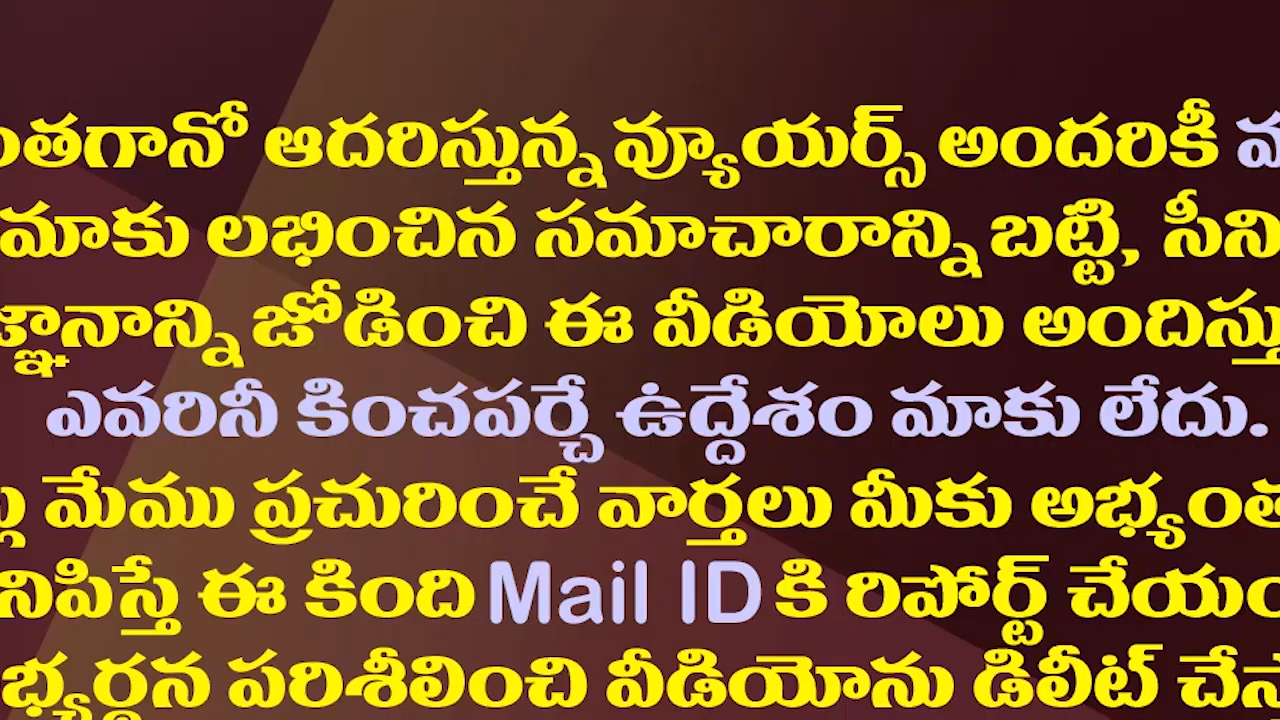 ంతగానో ఆదరిస్తున్న వ్యూయర్స్ అందరికీ
మాకు లభించిన సమాచారాన్ని బట్టి, సీని
జ్ఞానాన్ని జోడించి ఈ వీడియోలు అందిస్తు
ఎవరినీ కించపర్చే ఉద్దేశం మాకు లేదు.
మేము ప్రచురించే వార్తలు మీకు అభ్యంత
నిపిస్తే ఈ కింది Mail ID కి రిపోర్ట్ చేయం
భ్యర్థన పరిశీలించి వీడియోను డిలీట్ చేస